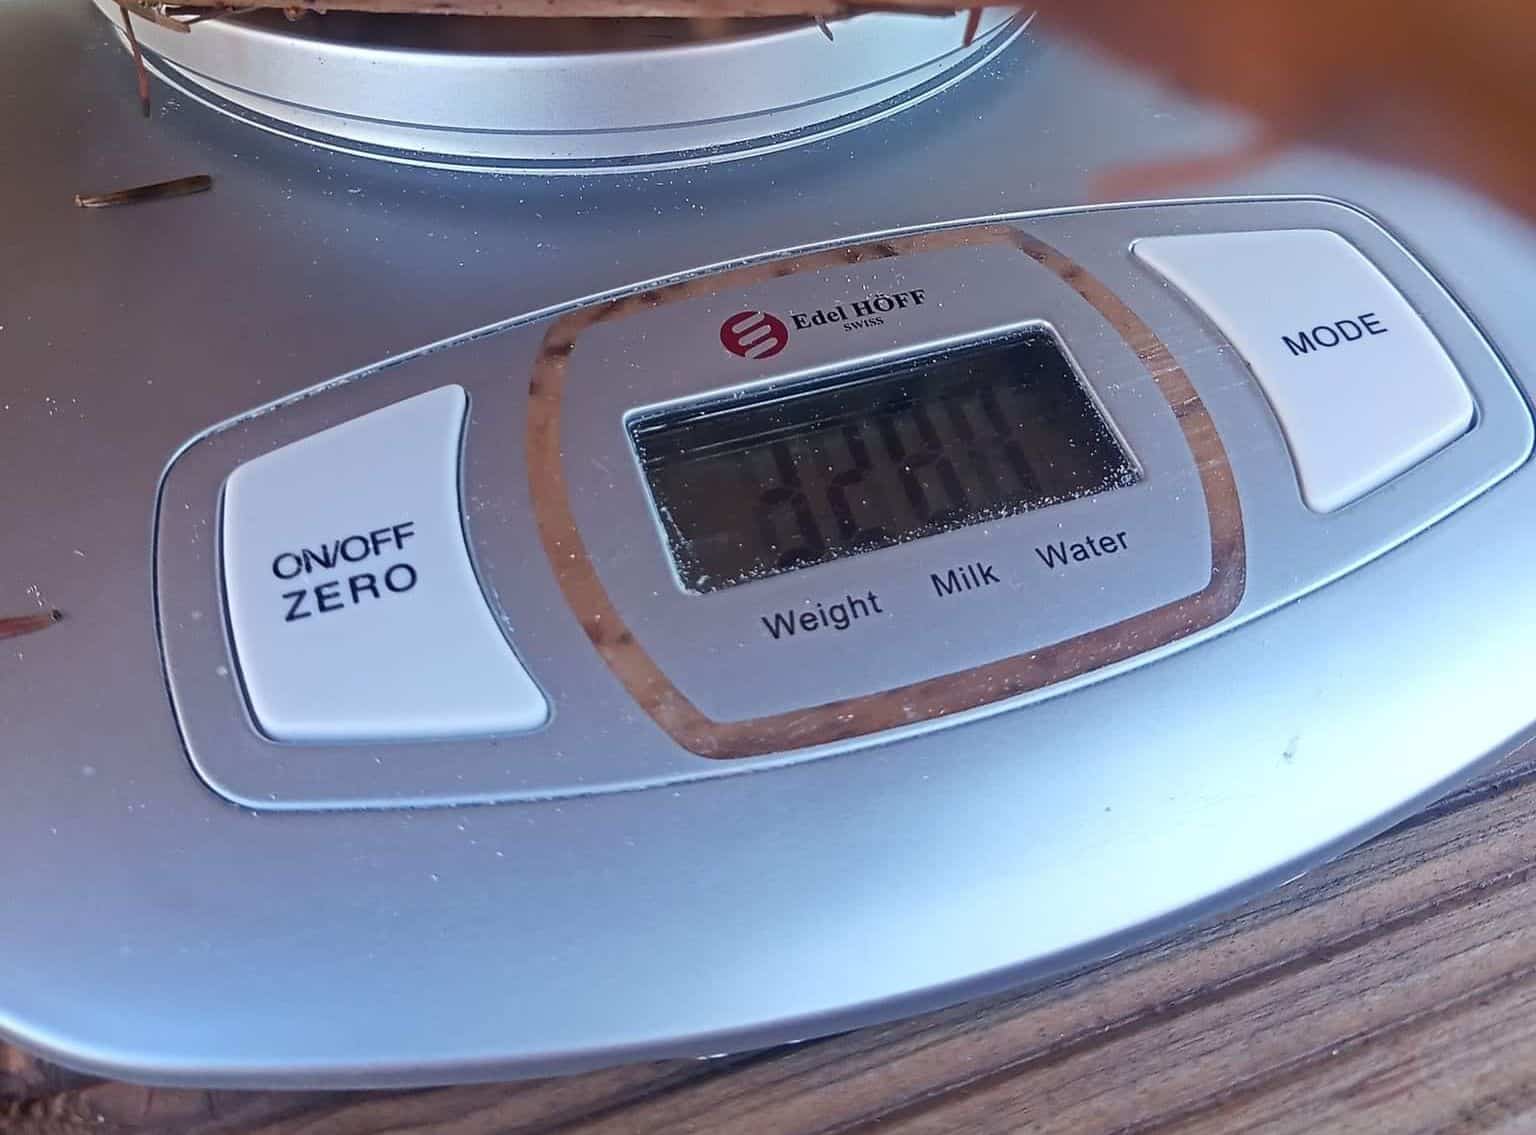 Edel HÖFF
SWISS
MODE
ON/OFF
ZERO
Weight Milk Water